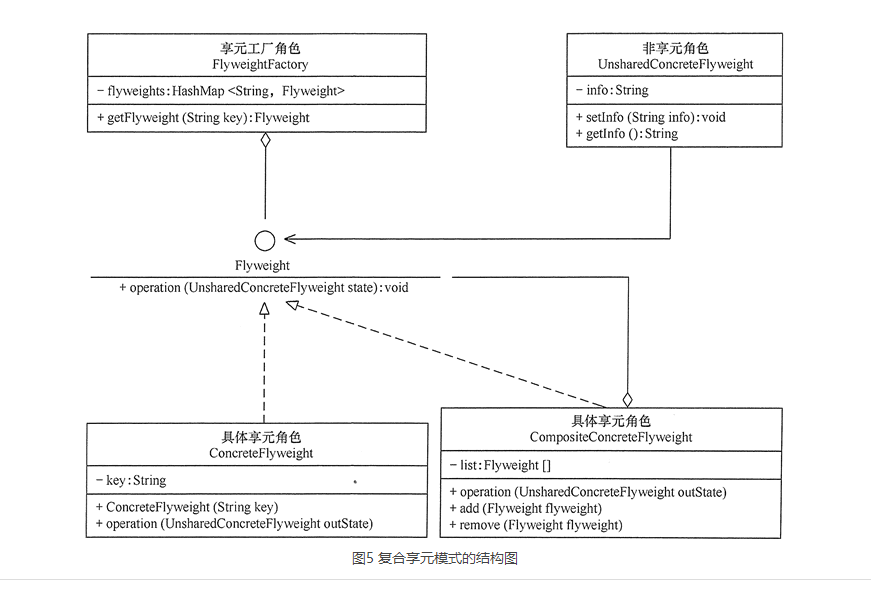 享元工厂角色
FlyweightFactory
- flyweights:HashMap <String, Flyweight>
+ getFlyweight (String key):Flyweight
非享元角色
UnsharedConcreteFlyweight
- info:String
+ setInfo (String info):void
+ getInfo ():String
Flyweight
+ operation (UnsharedConcreteFlyweight state):void
具体享元角色
ConcreteFlyweight
- key:String
+ ConcreteFlyweight (String key)
+ operation (UnsharedConcreteFlyweight outState)
具体享元角色
CompositeConcreteFlyweight
- list:Flyweight []
+ operation (UnsharedConcreteFlyweight outState)
+ add (Flyweight flyweight)
+ remove (Flyweight flyweight)
图5 复合享元模式的结构图